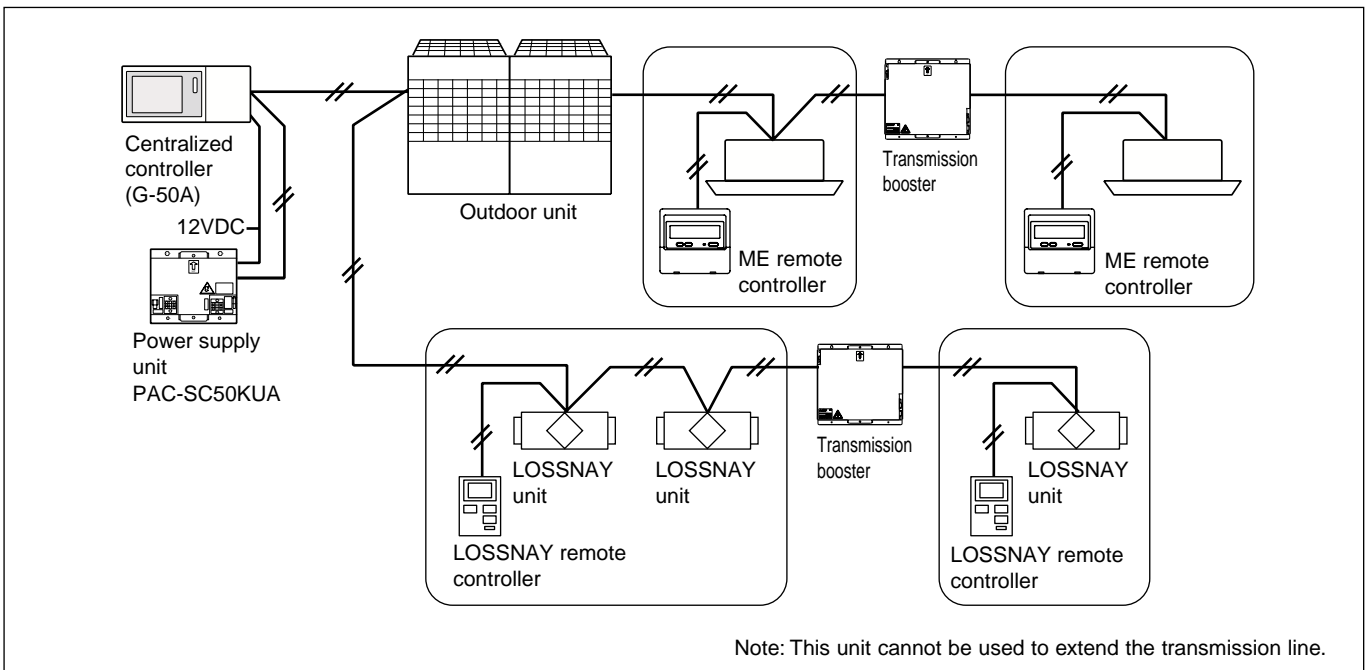 Centralized
controller
(G-50A)
12VDC
Power supply
unit
PAC-SC50KUA
Outdoor unit
ME remote
controller
Transmission
booster
ME remote
controller
LOSSNAY
unit
LOSSNAY
unit
LOSSNAY remote
controller
Transmission
booster
LOSSNAY
unit
LOSSNAY remote
controller
Note: This unit cannot be used to extend the transmission line.